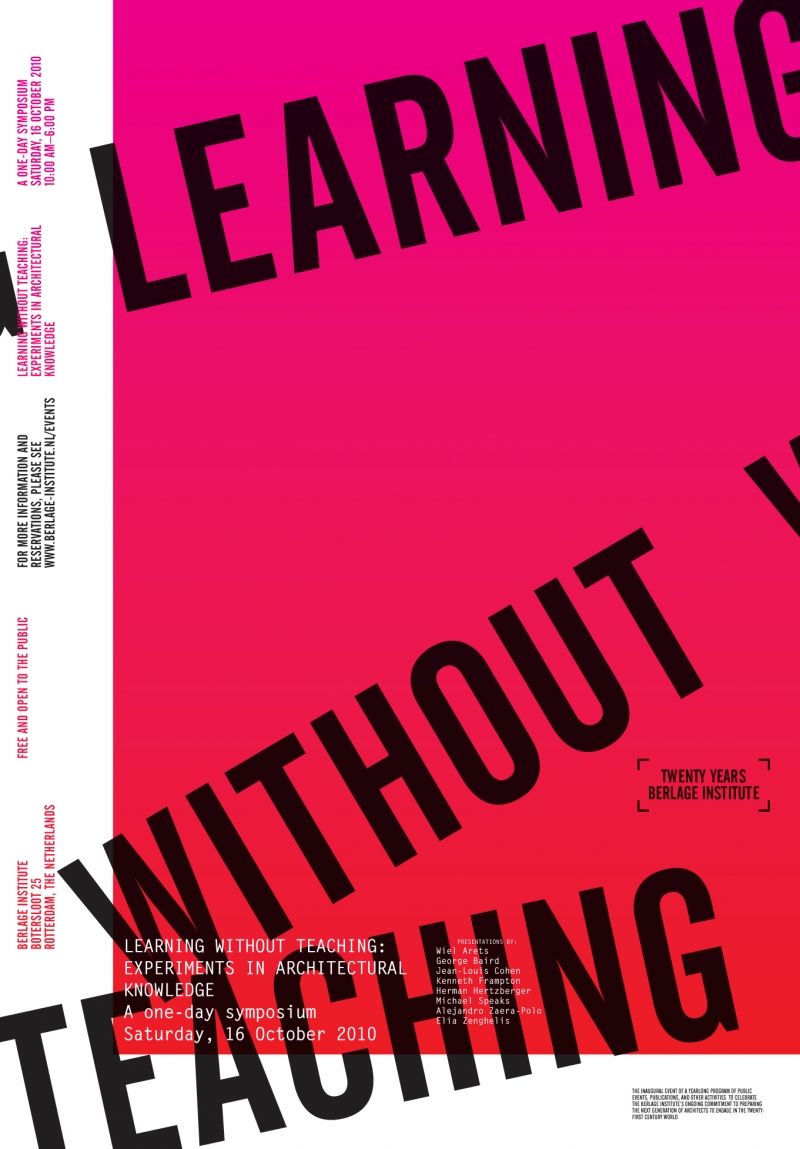 A ONE-DAY SYMPOSIUM
SATURDAY, 16 OCTOBER 2010
10:00 AM–6:00 PM
LEARNING WITHOUT TEACHING:
EXPERIMENTS IN ARCHITECTURAL
KNOWLEDGE
FOR MORE INFORMATION AND
RESERVATIONS, PLEASE SEE
WWW.BERLAGE-INSTITUTE.NL/EVENTS
FREE AND OPEN TO THE PUBLIC
BERLAGE INSTITUTE
BOTERSLOOT 25
ROTTERDAM, THE NETHERLANDS
LEARNING
WITHOUT
TEACHING
TWENTY YEARS
BERLAGE INSTITUTE
LEARNING WITHOUT TEACHING:
EXPERIMENTS IN ARCHITECTURAL
KNOWLEDGE
A one-day symposium
Saturday, 16 October 2010
PRESENTATIONS BY:
Wiel Arets
George Baird
Jean-Louis Cohen
Kenneth Frampton
Herman Hertzberger
Michael Speaks
Alejandro Zaera-Polo
Elia Zenghelis
THE INAUGURAL EVENT OF A YEARLONG PROGRAM OF PUBLIC
EVENTS, PUBLICATIONS, AND OTHER ACTIVITIES TO CELEBRATE
THE BERLAGE INSTITUTE'S ONGOING COMMITMENT TO PREPARING
THE NEXT GENERATION OF ARCHITECTS TO ENGAGE IN THE TWENTY-
FIRST CENTURY WORLD